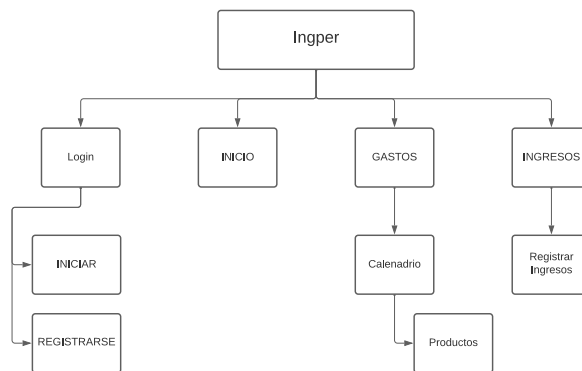 Ingper
Login
INICIO
GASTOS
INGRESOS
INICIAR
Calenadrio
Registrar
Ingresos
REGISTRARSE
Productos